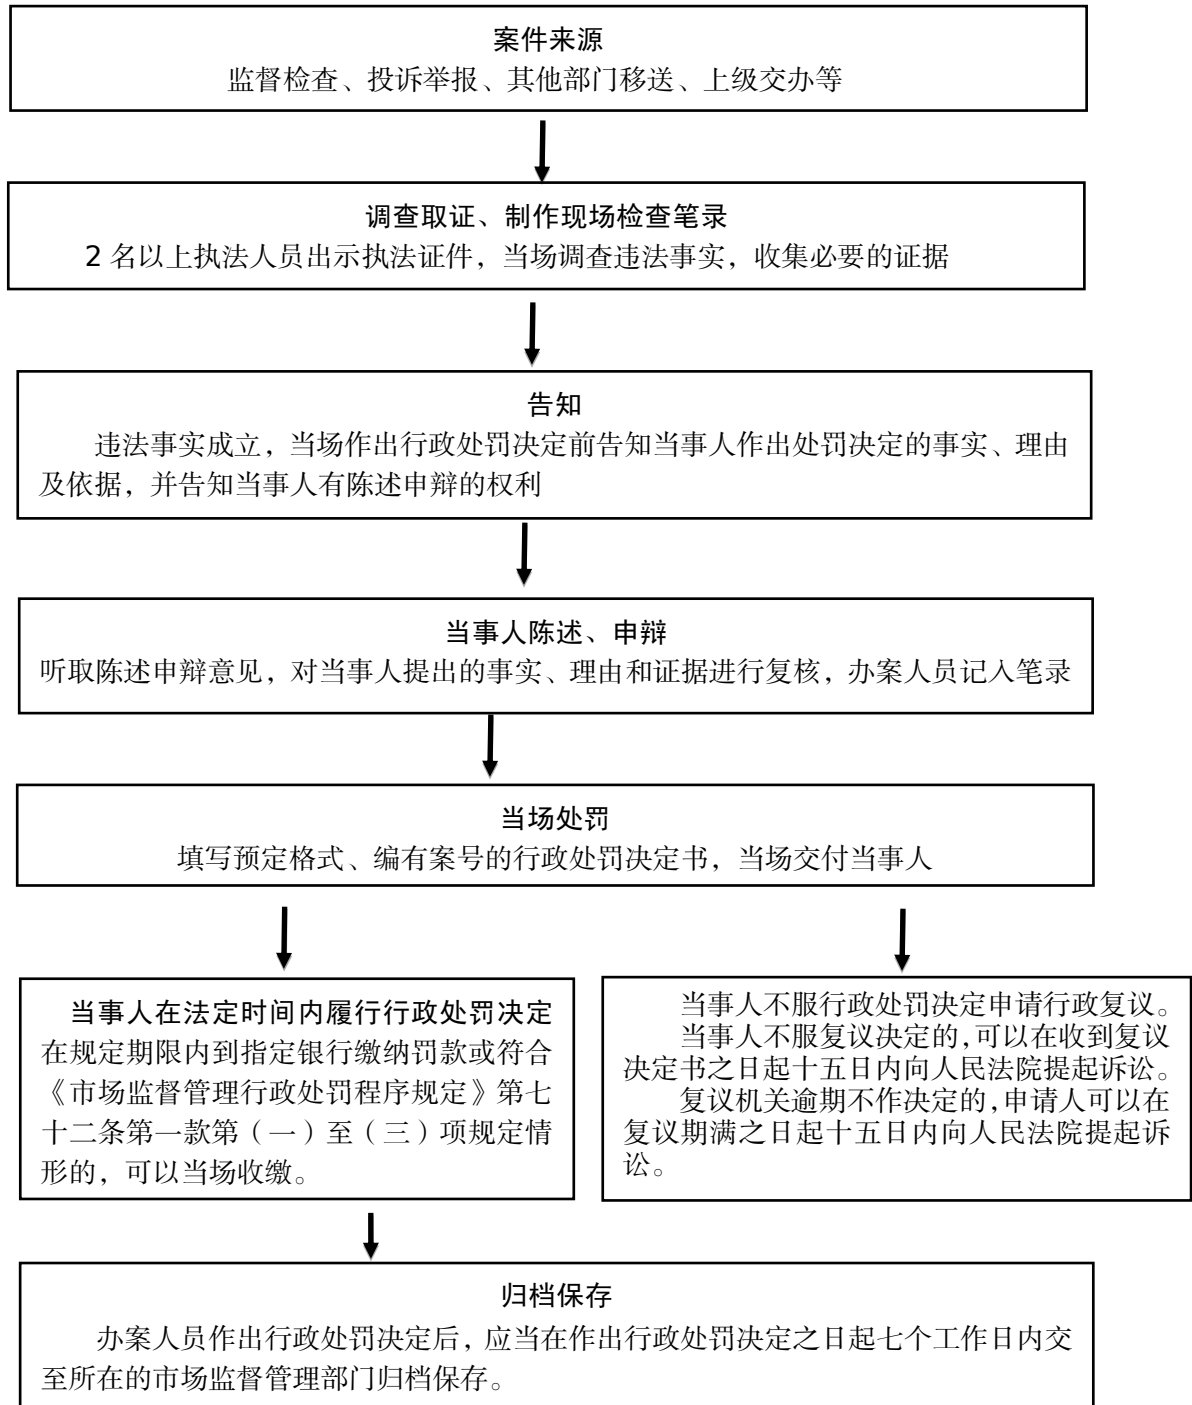 案件来源
监督检查、投诉举报、其他部门移送、上级交办等
调查取证、制作现场检查笔录
2 名以上执法人员出示执法证件，当场调查违法事实，收集必要的证据
告知
违法事实成立，当场作出行政处罚决定前告知当事人作出处罚决定的事实、理由
及依据，并告知当事人有陈述申辩的权利
当事人陈述、申辩
听取陈述申辩意见，对当事人提出的事实、理由和证据进行复核，办案人员记入笔录
当场处罚
填写预定格式、编有案号的行政处罚决定书，当场交付当事人
当事人在法定时间内履行行政处罚决定
在规定期限内到指定银行缴纳罚款或符合
《市场监督管理行政处罚程序规定》第七
十二条第一款第（一）至（三）项规定情
形的，可以当场收缴。
当事人不服行政处罚决定申请行政复议。
当事人不服复议决定的，可以在收到复议
决定书之日起十五日内向人民法院提起诉讼。
复议机关逾期不作决定的，申请人可以在
复议期满之日起十五日内向人民法院提起诉
讼。
归档保存
办案人员作出行政处罚决定后，应当在作出行政处罚决定之日起七个工作日内交
至所在的市场监督管理部门归档保存。